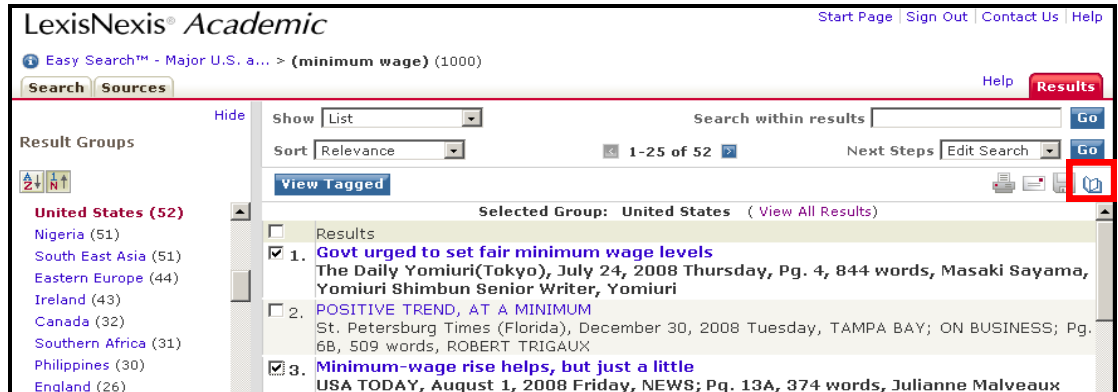 LexisNexis® Academic
Start Page | Sign Out | Contact Us | Help
Easy Search™ - Major U.S. a... > (minimum wage) (1000)
Search Sources
Help Results
Hide
Result Groups
Show List
Search within results Go
Sort Relevance
1-25 of 52
Next Steps Edit Search Go
View Tagged
Selected Group: United States ( View All Results)
United States (52)
Nigeria (51)
South East Asia (51)
Eastern Europe (44)
Ireland (43)
Canada (32)
Southern Africa (31)
Philippines (30)
England (26)
Results
1. Govt urged to set fair minimum wage levels
The Daily Yomiuri(Tokyo), July 24, 2008 Thursday, Pg. 4, 844 words, Masaki Sayama,
Yomiuri Shimbun Senior Writer, Yomiuri
2. POSITIVE TREND, AT A MINIMUM
St. Petersburg Times (Florida), December 30, 2008 Tuesday, TAMPA BAY; ON BUSINESS; Pg.
6B, 509 words, ROBERT TRIGAUX
3. Minimum-wage rise helps, but just a little
USA TODAY, August 1, 2008 Friday, NEWS; Pg. 13A, 374 words, Julianne Malveaux